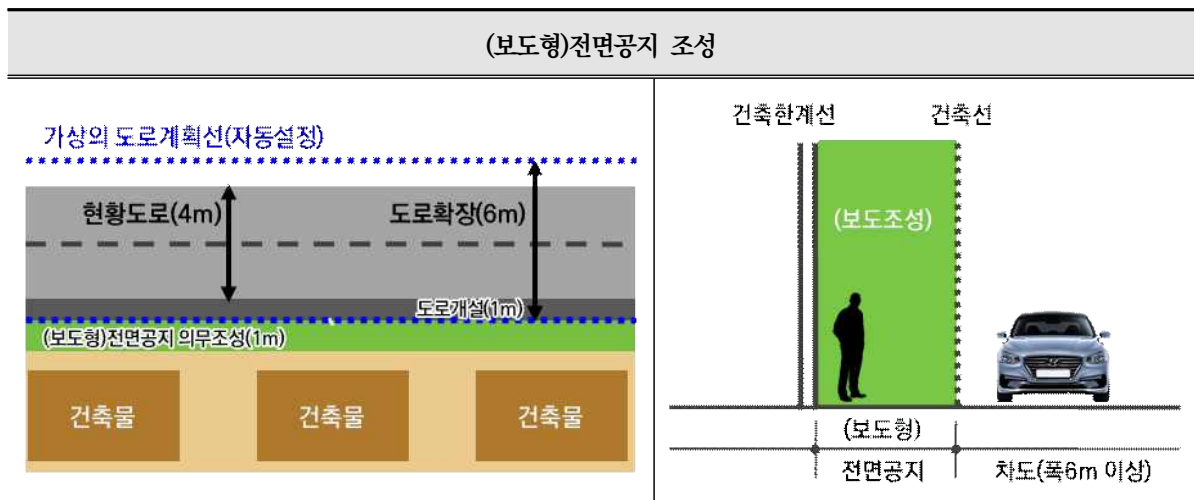 (보도형)전면공지 조성
가상의 도로계획선(자동설정)
현황도로(4m)
도로확장(6m)
도로개설(1m)
(보도형)전면공지 의무조성(1m)
건축물
건축물
건축물
건축한계선
건축선
(보도조성)
(보도형)
전면공지
차도(폭6m 이상)